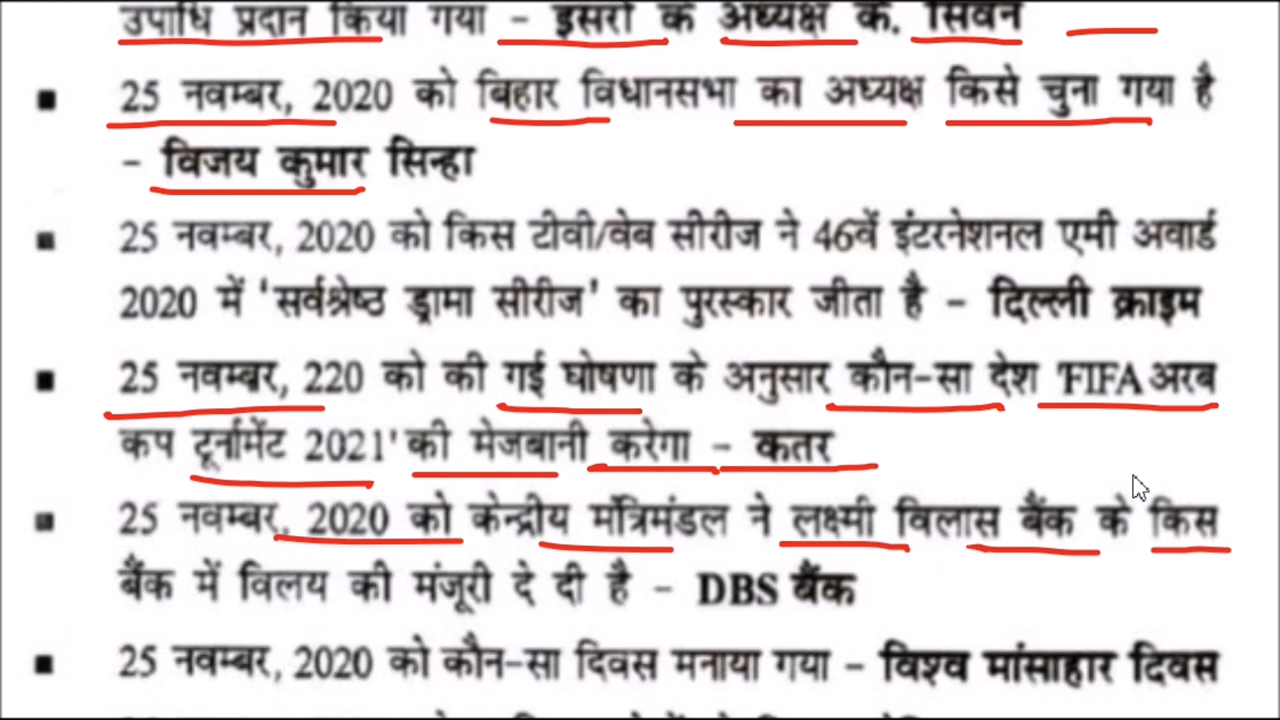 उपाधि प्रदान किया गया - इसरो के अध्यक्ष के. सिवन
▪ 25 नवम्बर, 2020 को बिहार विधानसभा का अध्यक्ष किसे चुना गया है
- विजय कुमार सिन्हा
▪ 25 नवम्बर, 2020 को किस टीवी/वेब सीरीज ने 46वें इंटरनेशनल एमी अवार्ड
2020 में 'सर्वश्रेष्ठ ड्रामा सीरीज' का पुरस्कार जीता है - दिल्ली क्राइम
▪ 25 नवम्बर, 220 को की गई घोषणा के अनुसार कौन-सा देश 'FIFA अरब
कप टूर्नामेंट 2021' की मेजबानी करेगा - कतर
▪ 25 नवम्बर, 2020 को केन्द्रीय मंत्रिमंडल ने लक्ष्मी विलास बैंक के किस
बैंक में विलय की मंजूरी दे दी है - DBS बैंक
▪ 25 नवम्बर, 2020 को कौन-सा दिवस मनाया गया - विश्व मांसाहार दिवस